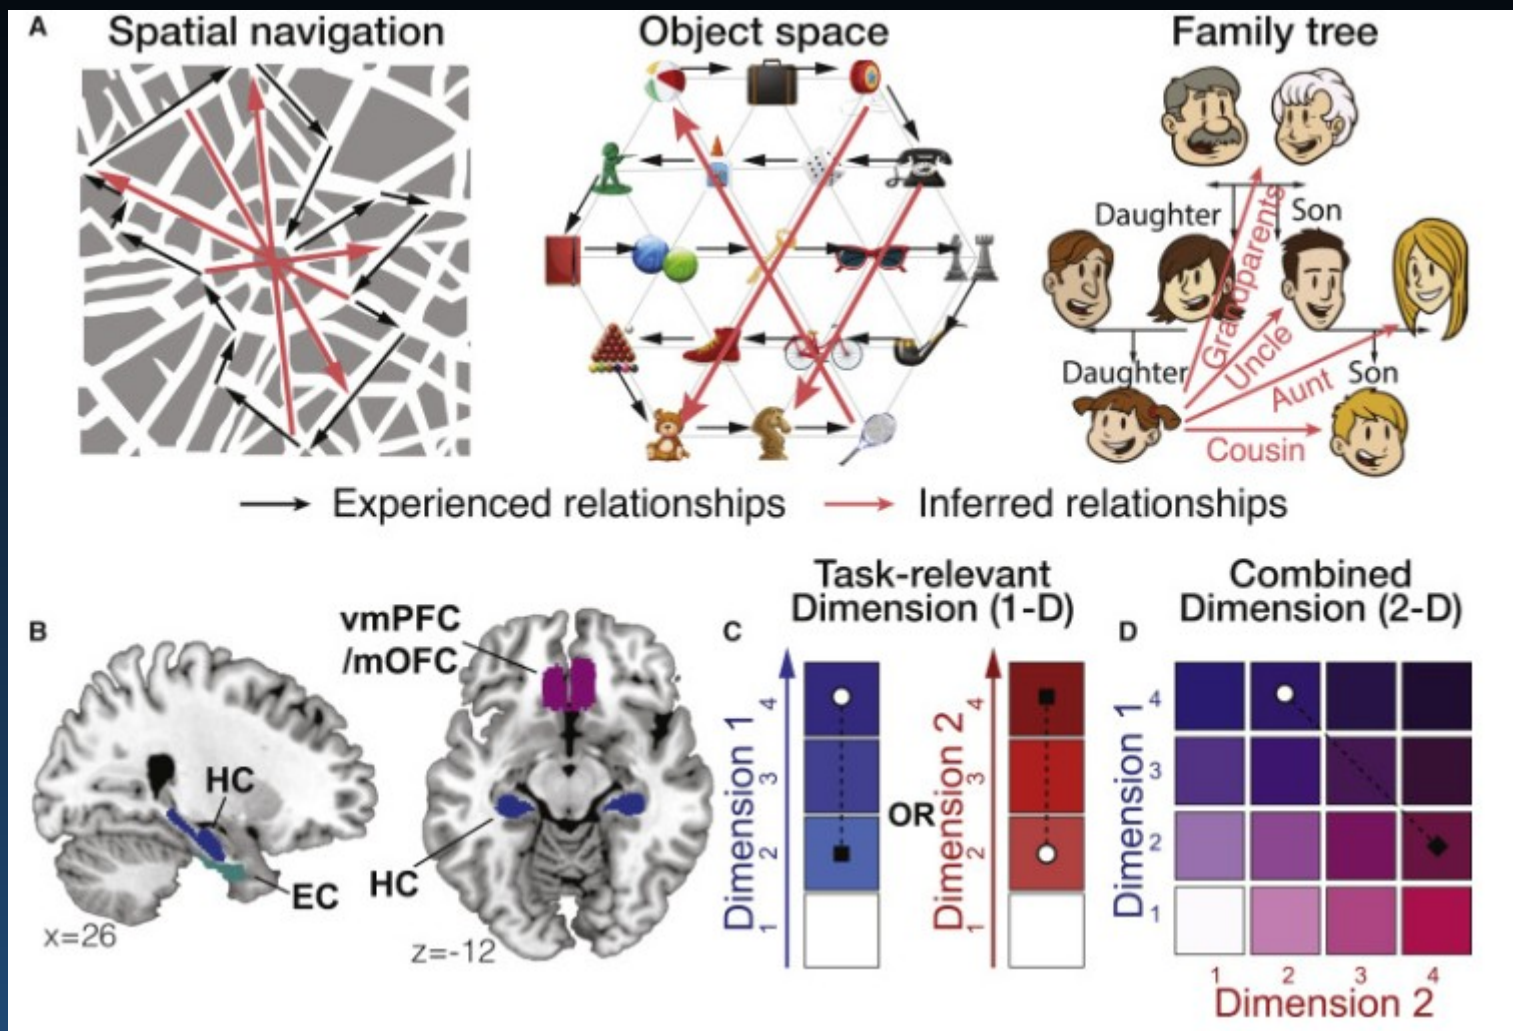 A
Spatial navigation
Object space
Family tree
Daughter
Son
Grandparents
Uncle
Aunt
Daughter
Son
Cousin
Experienced relationships
Inferred relationships
B
vmPFC
/mOFC
HC
EC
HC
x=26
z=-12
C
Task-relevant
Dimension (1-D)
Dimension 1
1 2 3 4
OR
Dimension 2
1 2 3 4
D
Combined
Dimension (2-D)
Dimension 1
4
3
2
1
1 2 3 4
Dimension 2